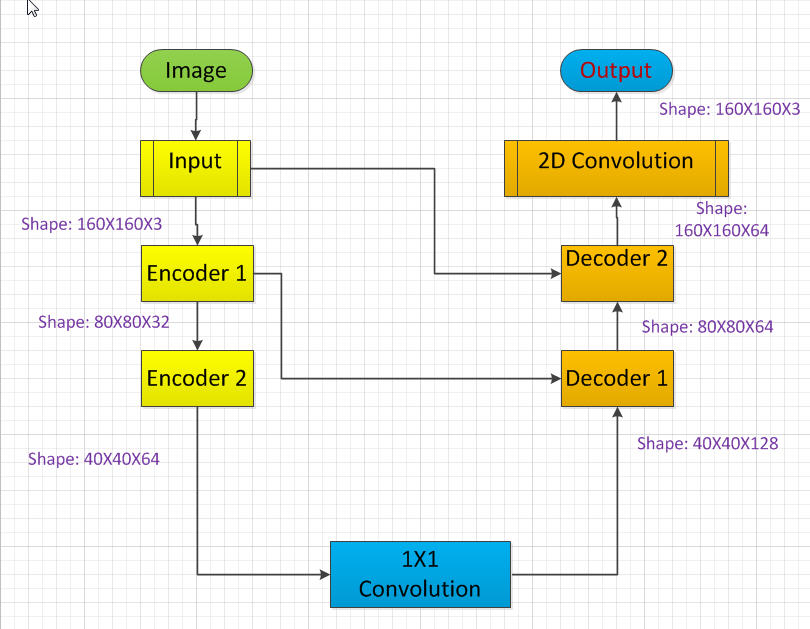 Image
Output
Shape: 160X160X3
Input
2D Convolution
Shape:
160X160X64
Shape: 160X160X3
Encoder 1
Decoder 2
Shape: 80X80X32
Shape: 80X80X64
Encoder 2
Decoder 1
Shape: 40X40X64
Shape: 40X40X128
1X1
Convolution